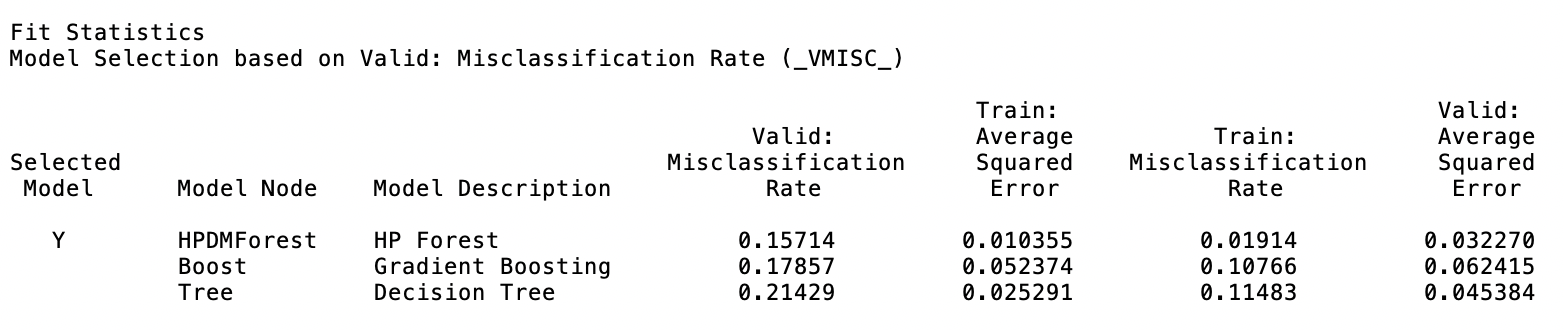 Fit Statistics
Model Selection based on Valid: Misclassification Rate (_VMISC_)
Train: Valid:
Valid: Average Train: Average
Selected Misclassification Squared Misclassification Squared
Model Model Node Model Description Rate Error Rate Error
Y HPDMForest HP Forest 0.15714 0.010355 0.01914 0.032270
Boost Gradient Boosting 0.17857 0.052374 0.10766 0.062415
Tree Decision Tree 0.21429 0.025291 0.11483 0.045384